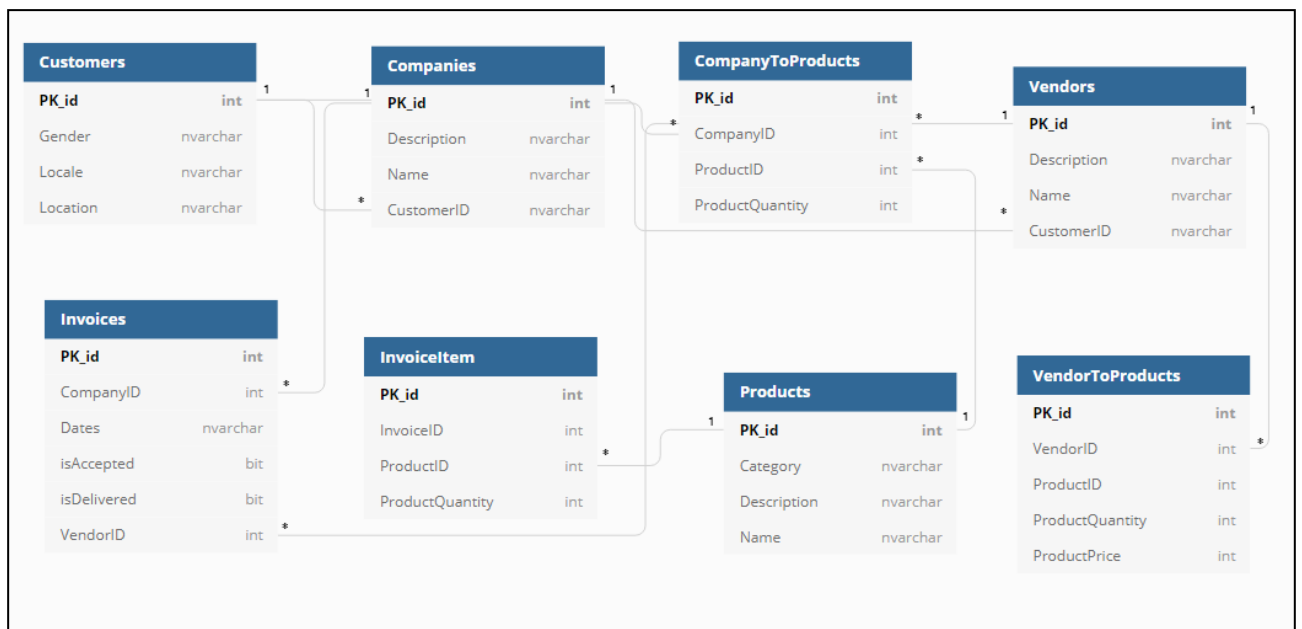 Customers
PK_id int
Gender nvarchar
Locale nvarchar
Location nvarchar
1
*
Companies
1
PK_id int
1
Description nvarchar
Name nvarchar
CustomerID nvarchar
CompanyToProducts
PK_id int
* CompanyID int *
ProductID int *
ProductQuantity int
Vendors
1 PK_id int 1
Description nvarchar
Name nvarchar
* CustomerID nvarchar
Invoices
PK_id int
CompanyID int *
Dates nvarchar
isAccepted bit
isDelivered bit
VendorID int *
InvoiceItem
PK_id int
InvoiceID int
ProductID int *
ProductQuantity int
Products
1 PK_id int 1
Category nvarchar
Description nvarchar
Name nvarchar
VendorToProducts
PK_id int
VendorID int *
ProductID int
ProductQuantity int
ProductPrice int